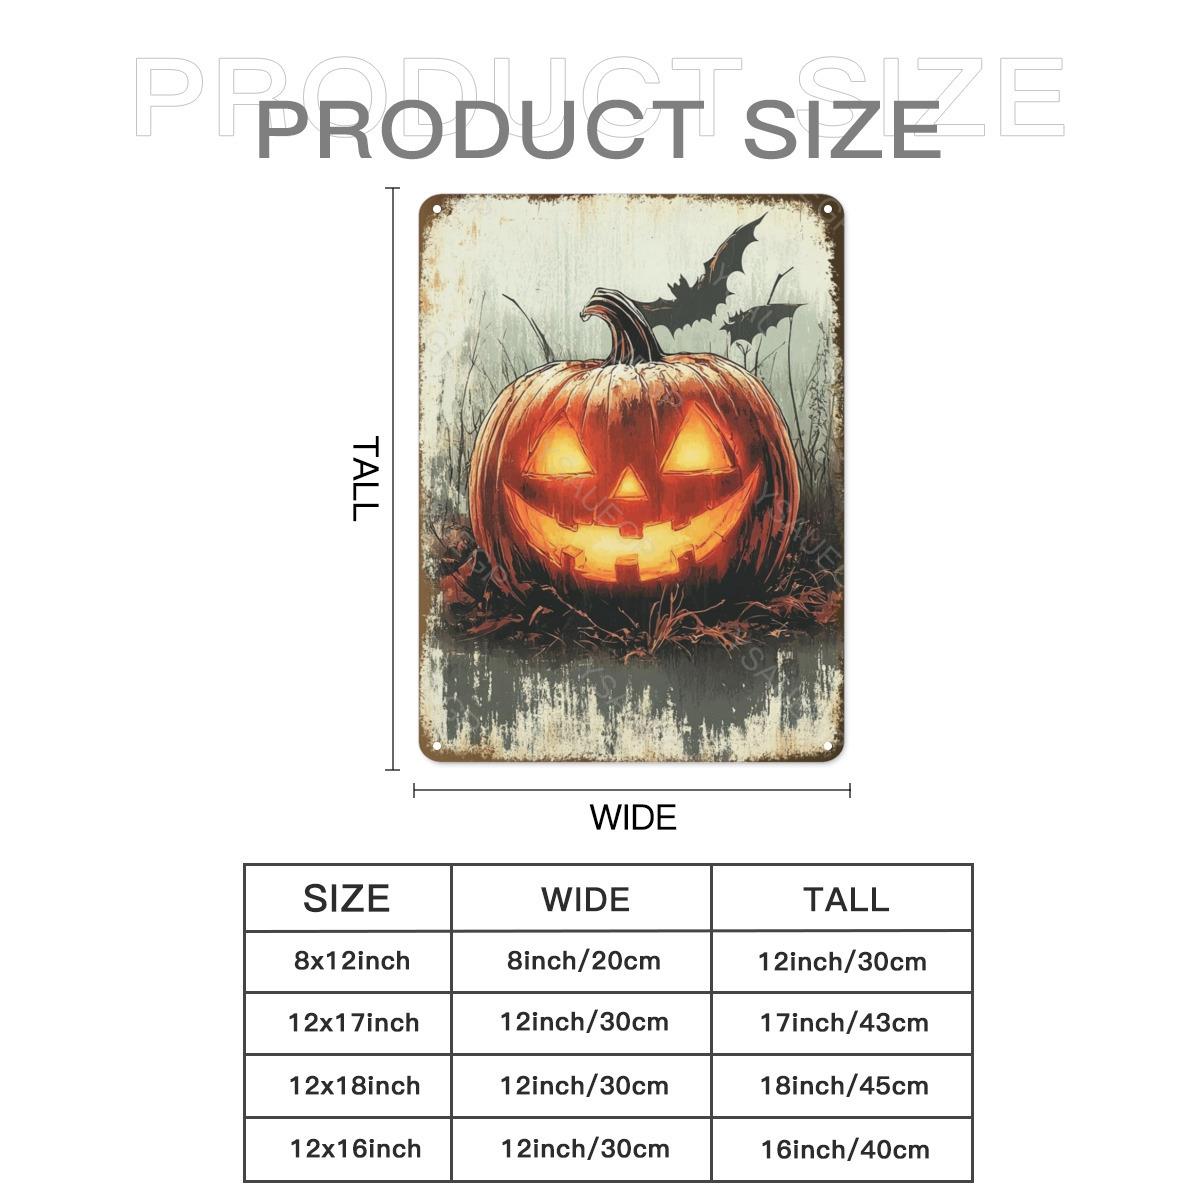 PRODUCT SIZE
PRODUCT SIZE
TALL
WIDE
SIZE WIDE TALL
8x12inch 8inch/20cm 12inch/30cm
12x17inch 12inch/30cm 17inch/43cm
12x18inch 12inch/30cm 18inch/45cm
12x16inch 12inch/30cm 16inch/40cm